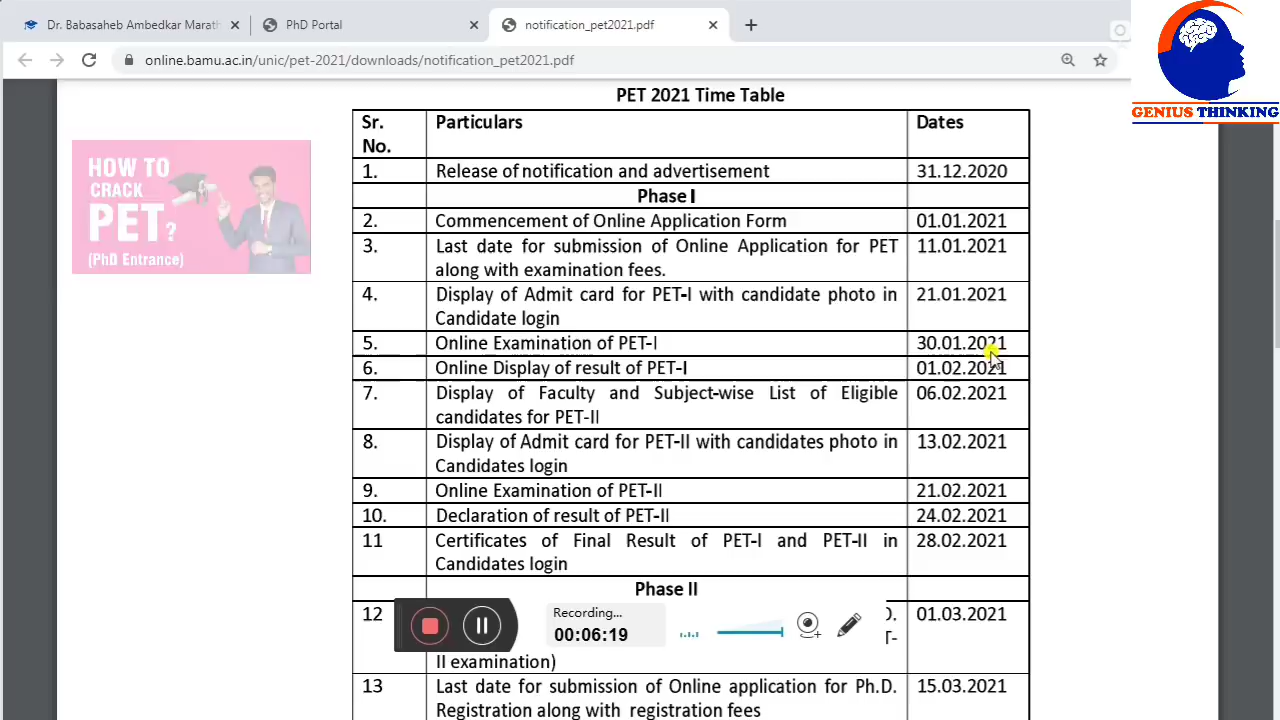 Dr. Babasaheb Ambedkar Marath
PhD Portal
notification_pet2021.pdf
online.bamu.ac.in/unic/pet-2021/downloads/notification_pet2021.pdf
GENIUS THINKING
HOW TO
CRACK
PET?
(PhD Entrance)
PET 2021 Time Table
Sr. No. Particulars Dates
1. Release of notification and advertisement 31.12.2020
Phase I
2. Commencement of Online Application Form 01.01.2021
3. Last date for submission of Online Application for PET 11.01.2021
along with examination fees.
4. Display of Admit card for PET-I with candidate photo in 21.01.2021
Candidate login
5. Online Examination of PET-I 30.01.2021
6. Online Display of result of PET-I 01.02.2021
7. Display of Faculty and Subject-wise List of Eligible 06.02.2021
candidates for PET-II
8. Display of Admit card for PET-II with candidates photo in 13.02.2021
Candidates login
9. Online Examination of PET-II 21.02.2021
10. Declaration of result of PET-II 24.02.2021
11 Certificates of Final Result of PET-I and PET-II in 28.02.2021
Candidates login
Phase II
12 01.03.2021
II examination)
13 Last date for submission of Online application for Ph.D. 15.03.2021
Registration along with registration fees
Recording...
00:06:19